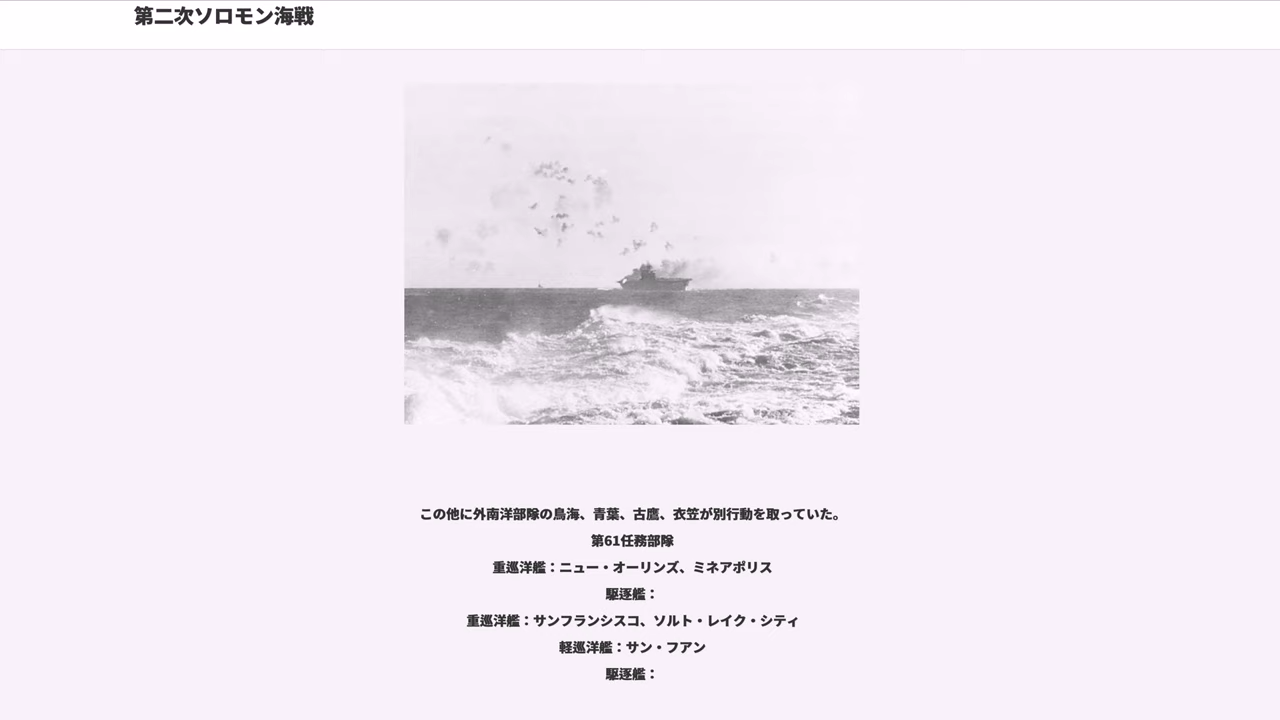 第二次ソロモン海戦
この他に外南洋部隊の鳥海、青葉、古鷹、衣笠が別行動を取っていた。
第61任務部隊
重巡洋艦：ニュー・オーリンズ、ミネアポリス
駆逐艦：
重巡洋艦：サンフランシスコ、ソルト・レイク・シティ
軽巡洋艦：サン・フアン
駆逐艦：